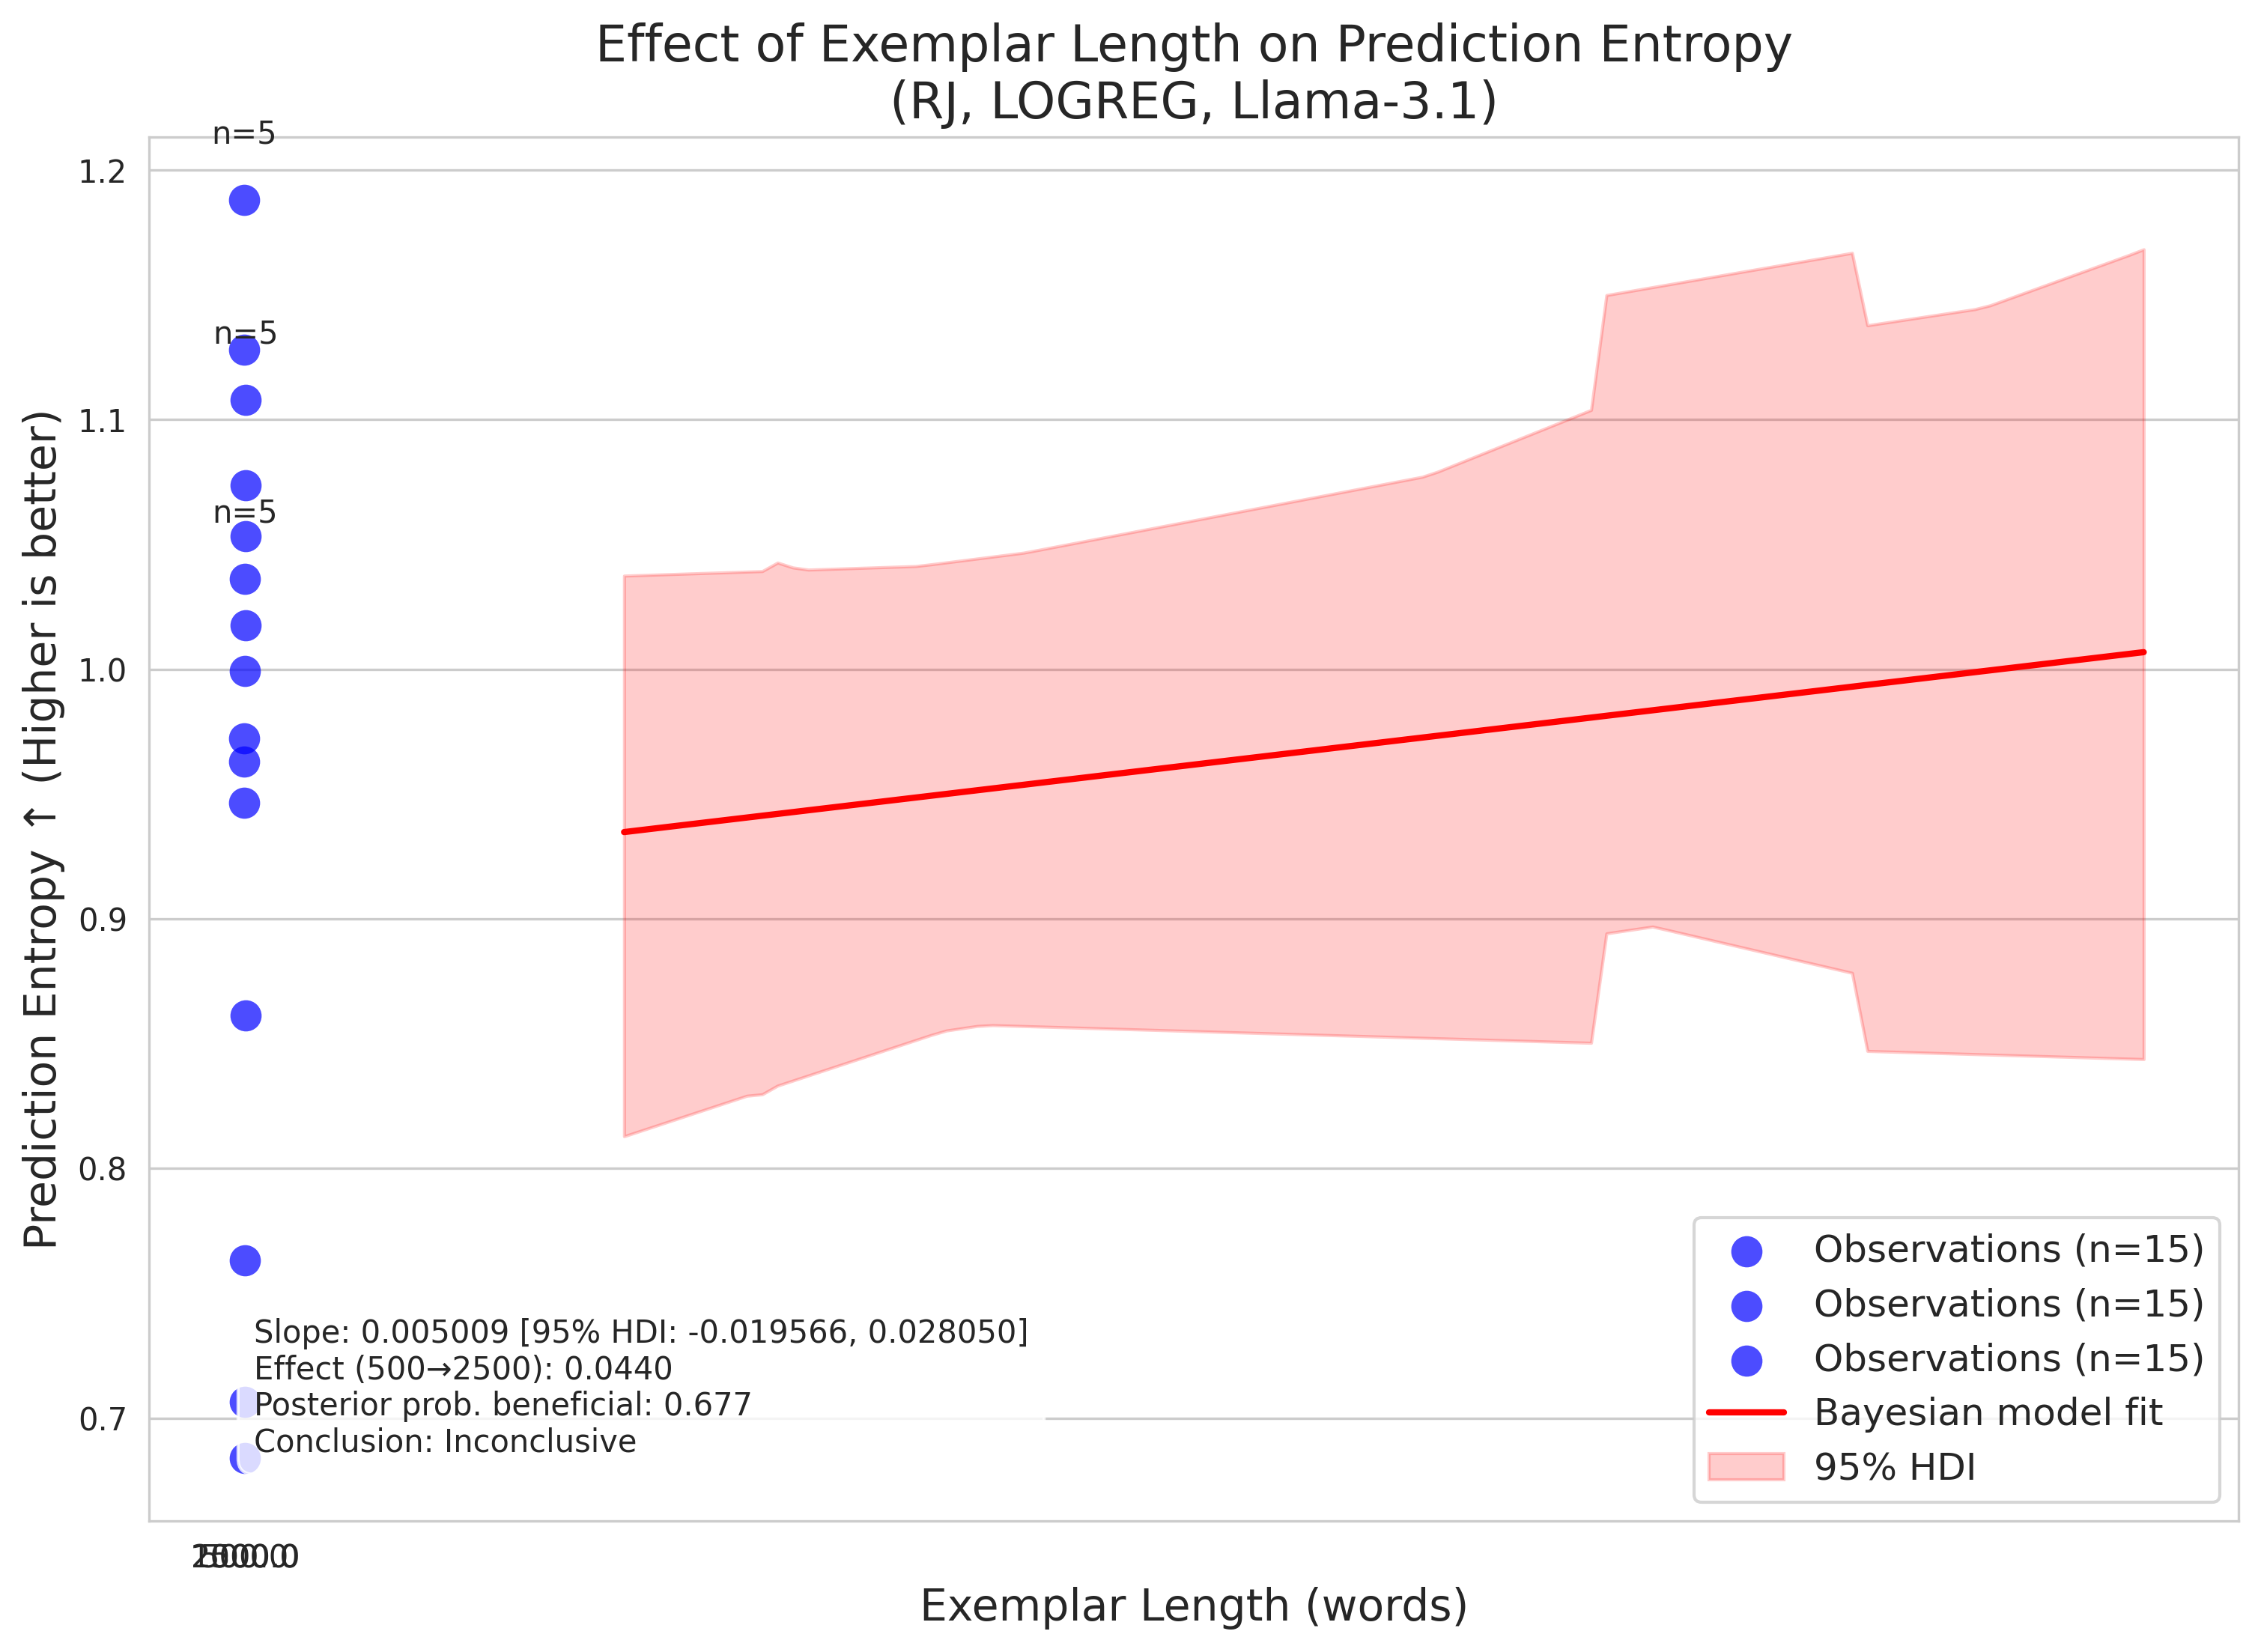 Effect of Exemplar Length on Prediction Entropy
(RJ, LOGREG, Llama-3.1)
n=5
n=5
n=5
1.2
1.1
1.0
0.9
0.8
0.7
Prediction Entropy ↑ (Higher is better)
Slope: 0.005009 [95% HDI: -0.019566, 0.028050]
Effect (500→2500): 0.0440
Posterior prob. beneficial: 0.677
Conclusion: Inconclusive
Observations (n=15)
Observations (n=15)
Observations (n=15)
Bayesian model fit
95% HDI
Exemplar Length (words)